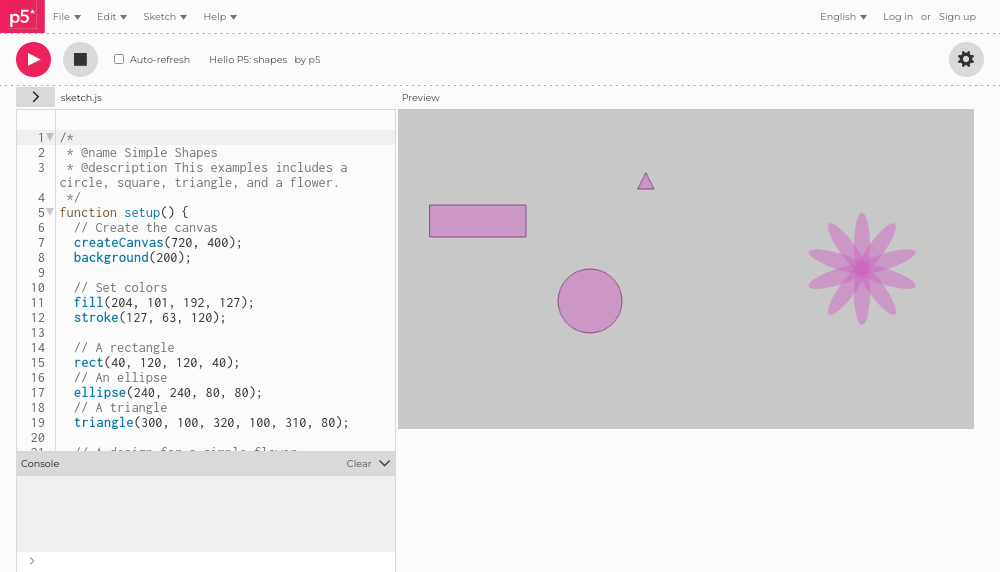 p5*
File Edit Sketch Help English Log in or Sign up
Auto-refresh Hello P5: shapes by p5
sketch.js Preview
1 /*
2 * @name Simple Shapes
3 * @description This examples includes a
circle, square, triangle, and a flower.
4 */
5 function setup() {
6 // Create the canvas
7 createCanvas(720, 400);
8 background(200);
9
10 // Set colors
11 fill(204, 101, 192, 127);
12 stroke(127, 63, 120);
13
14 // A rectangle
15 rect(40, 120, 120, 40);
16 // An ellipse
17 ellipse(240, 240, 80, 80);
18 // A triangle
19 triangle(300, 100, 320, 100, 310, 80);
20
21 // A design for a simple flower
Console Clear